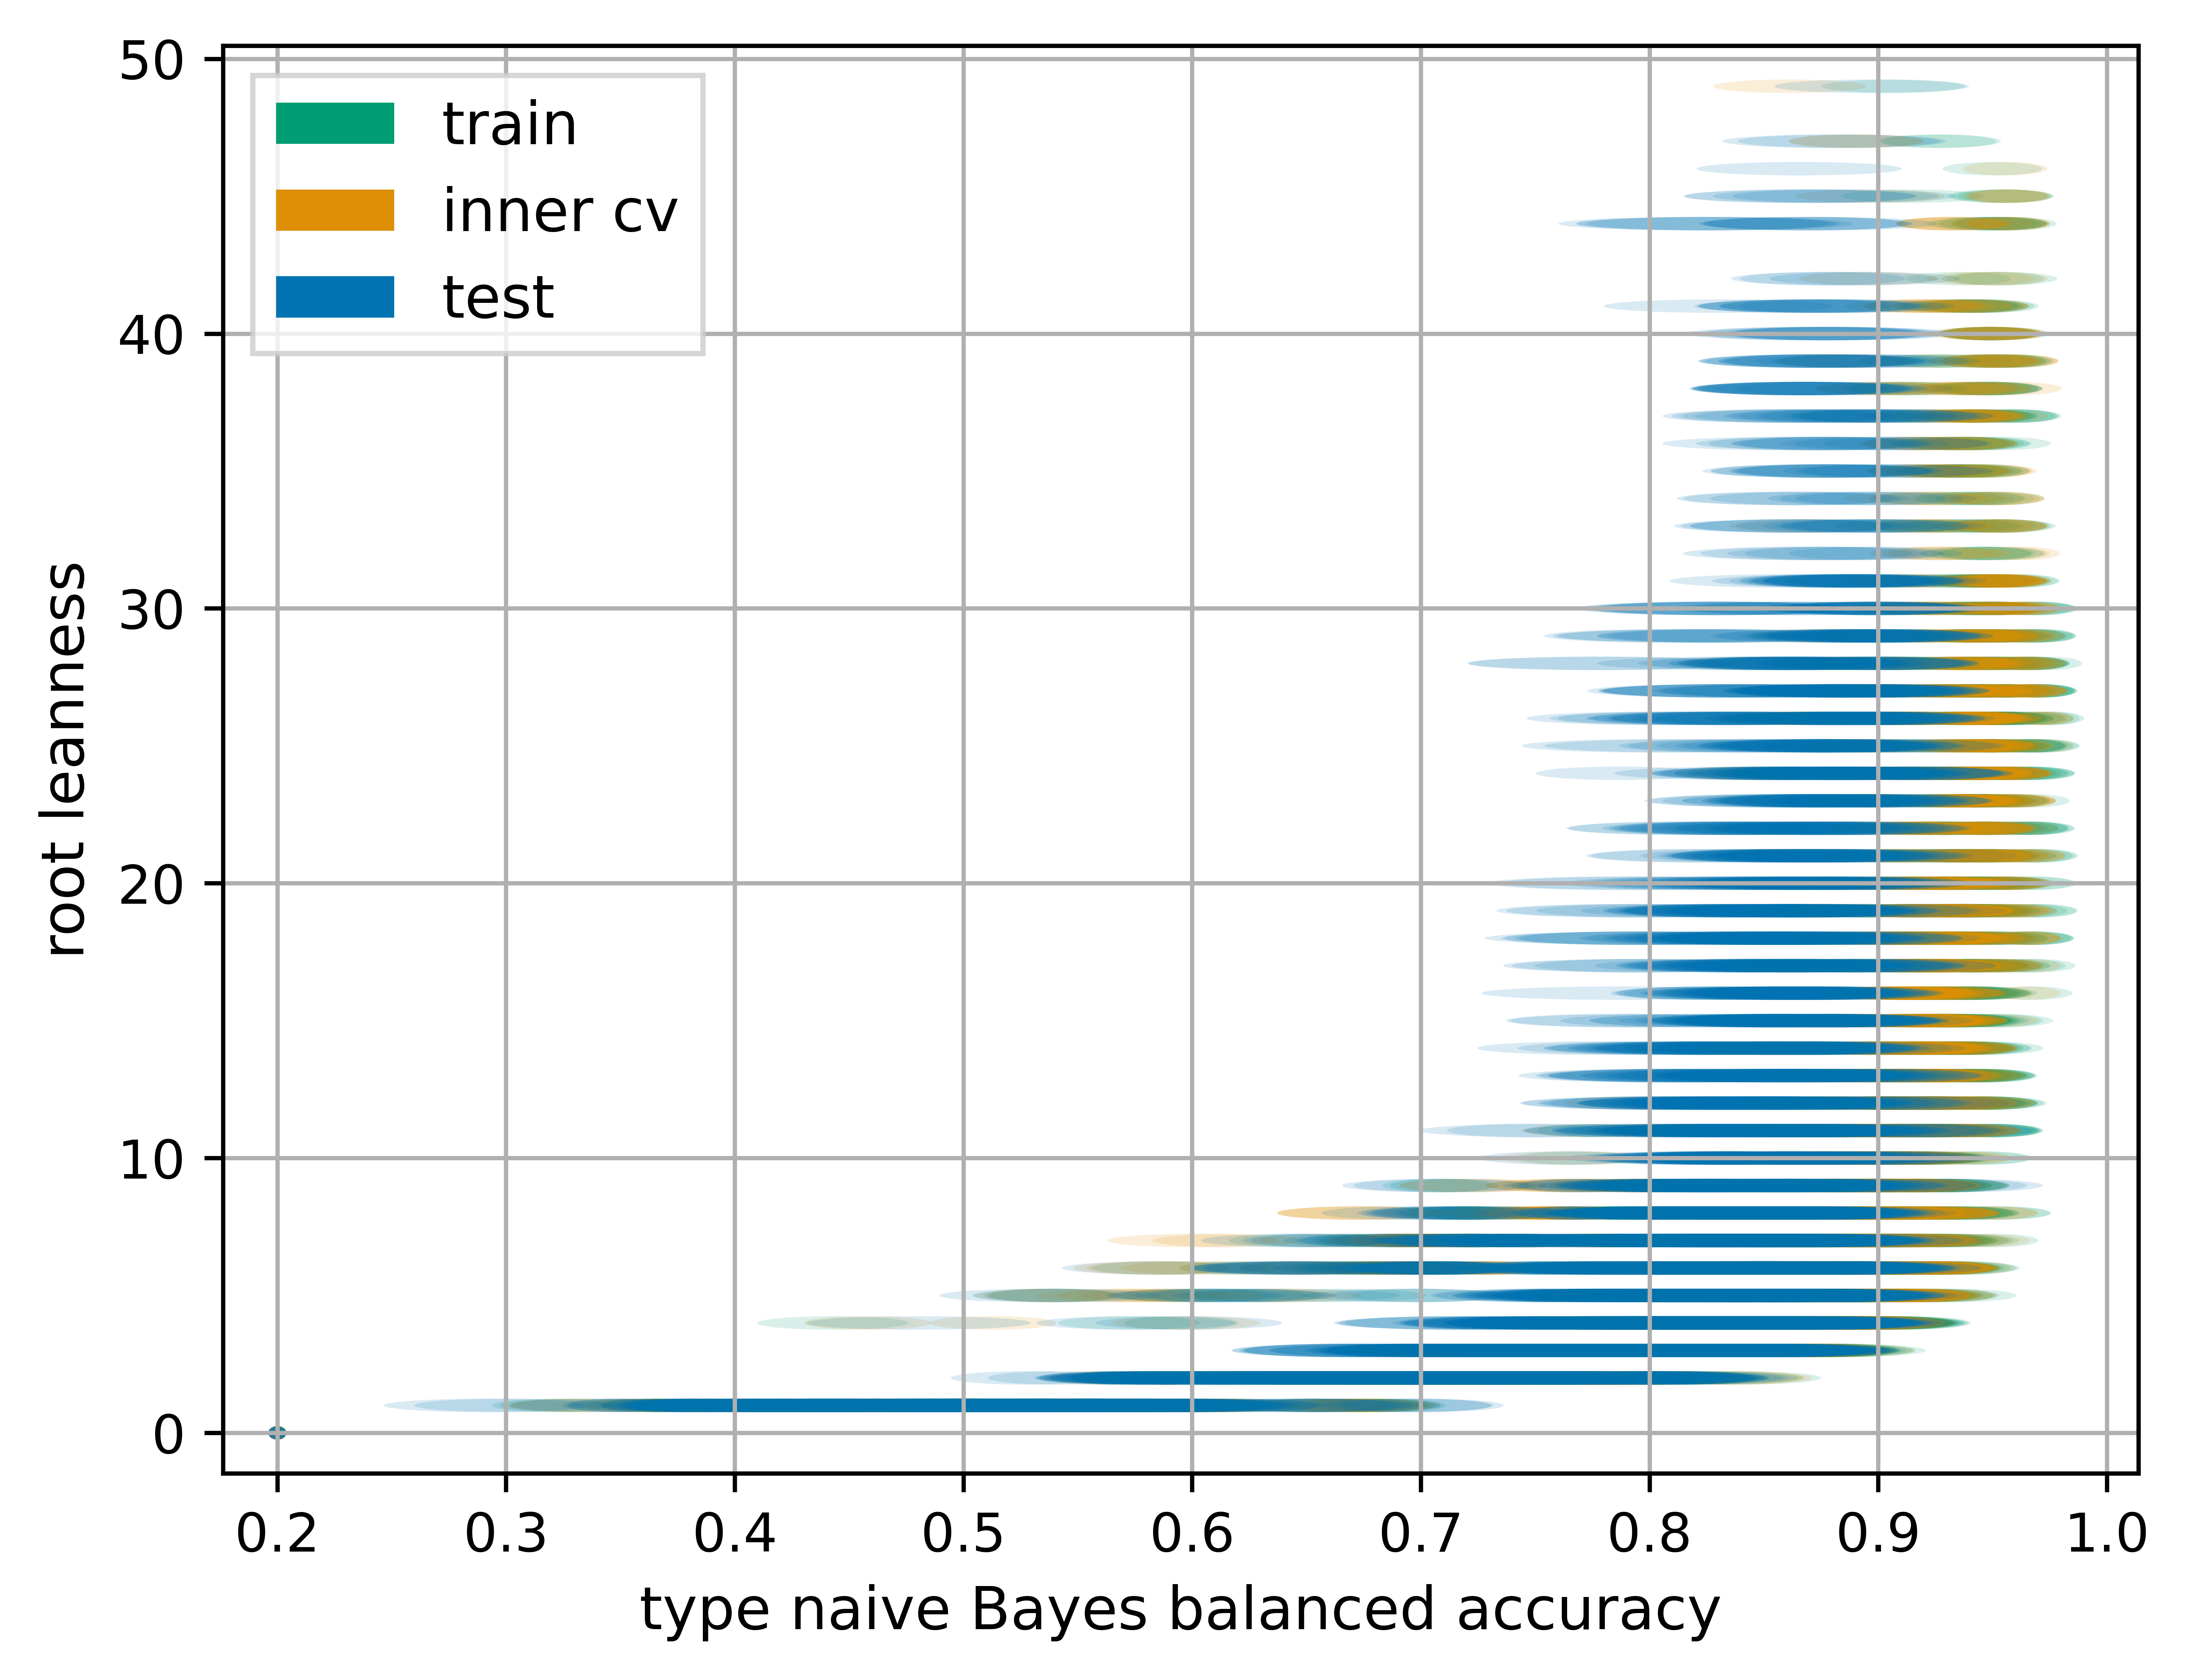 50
40
30
20
10
0
root leanness
train
inner cv
test
0.2 0.3 0.4 0.5 0.6 0.7 0.8 0.9 1.0
type naive Bayes balanced accuracy